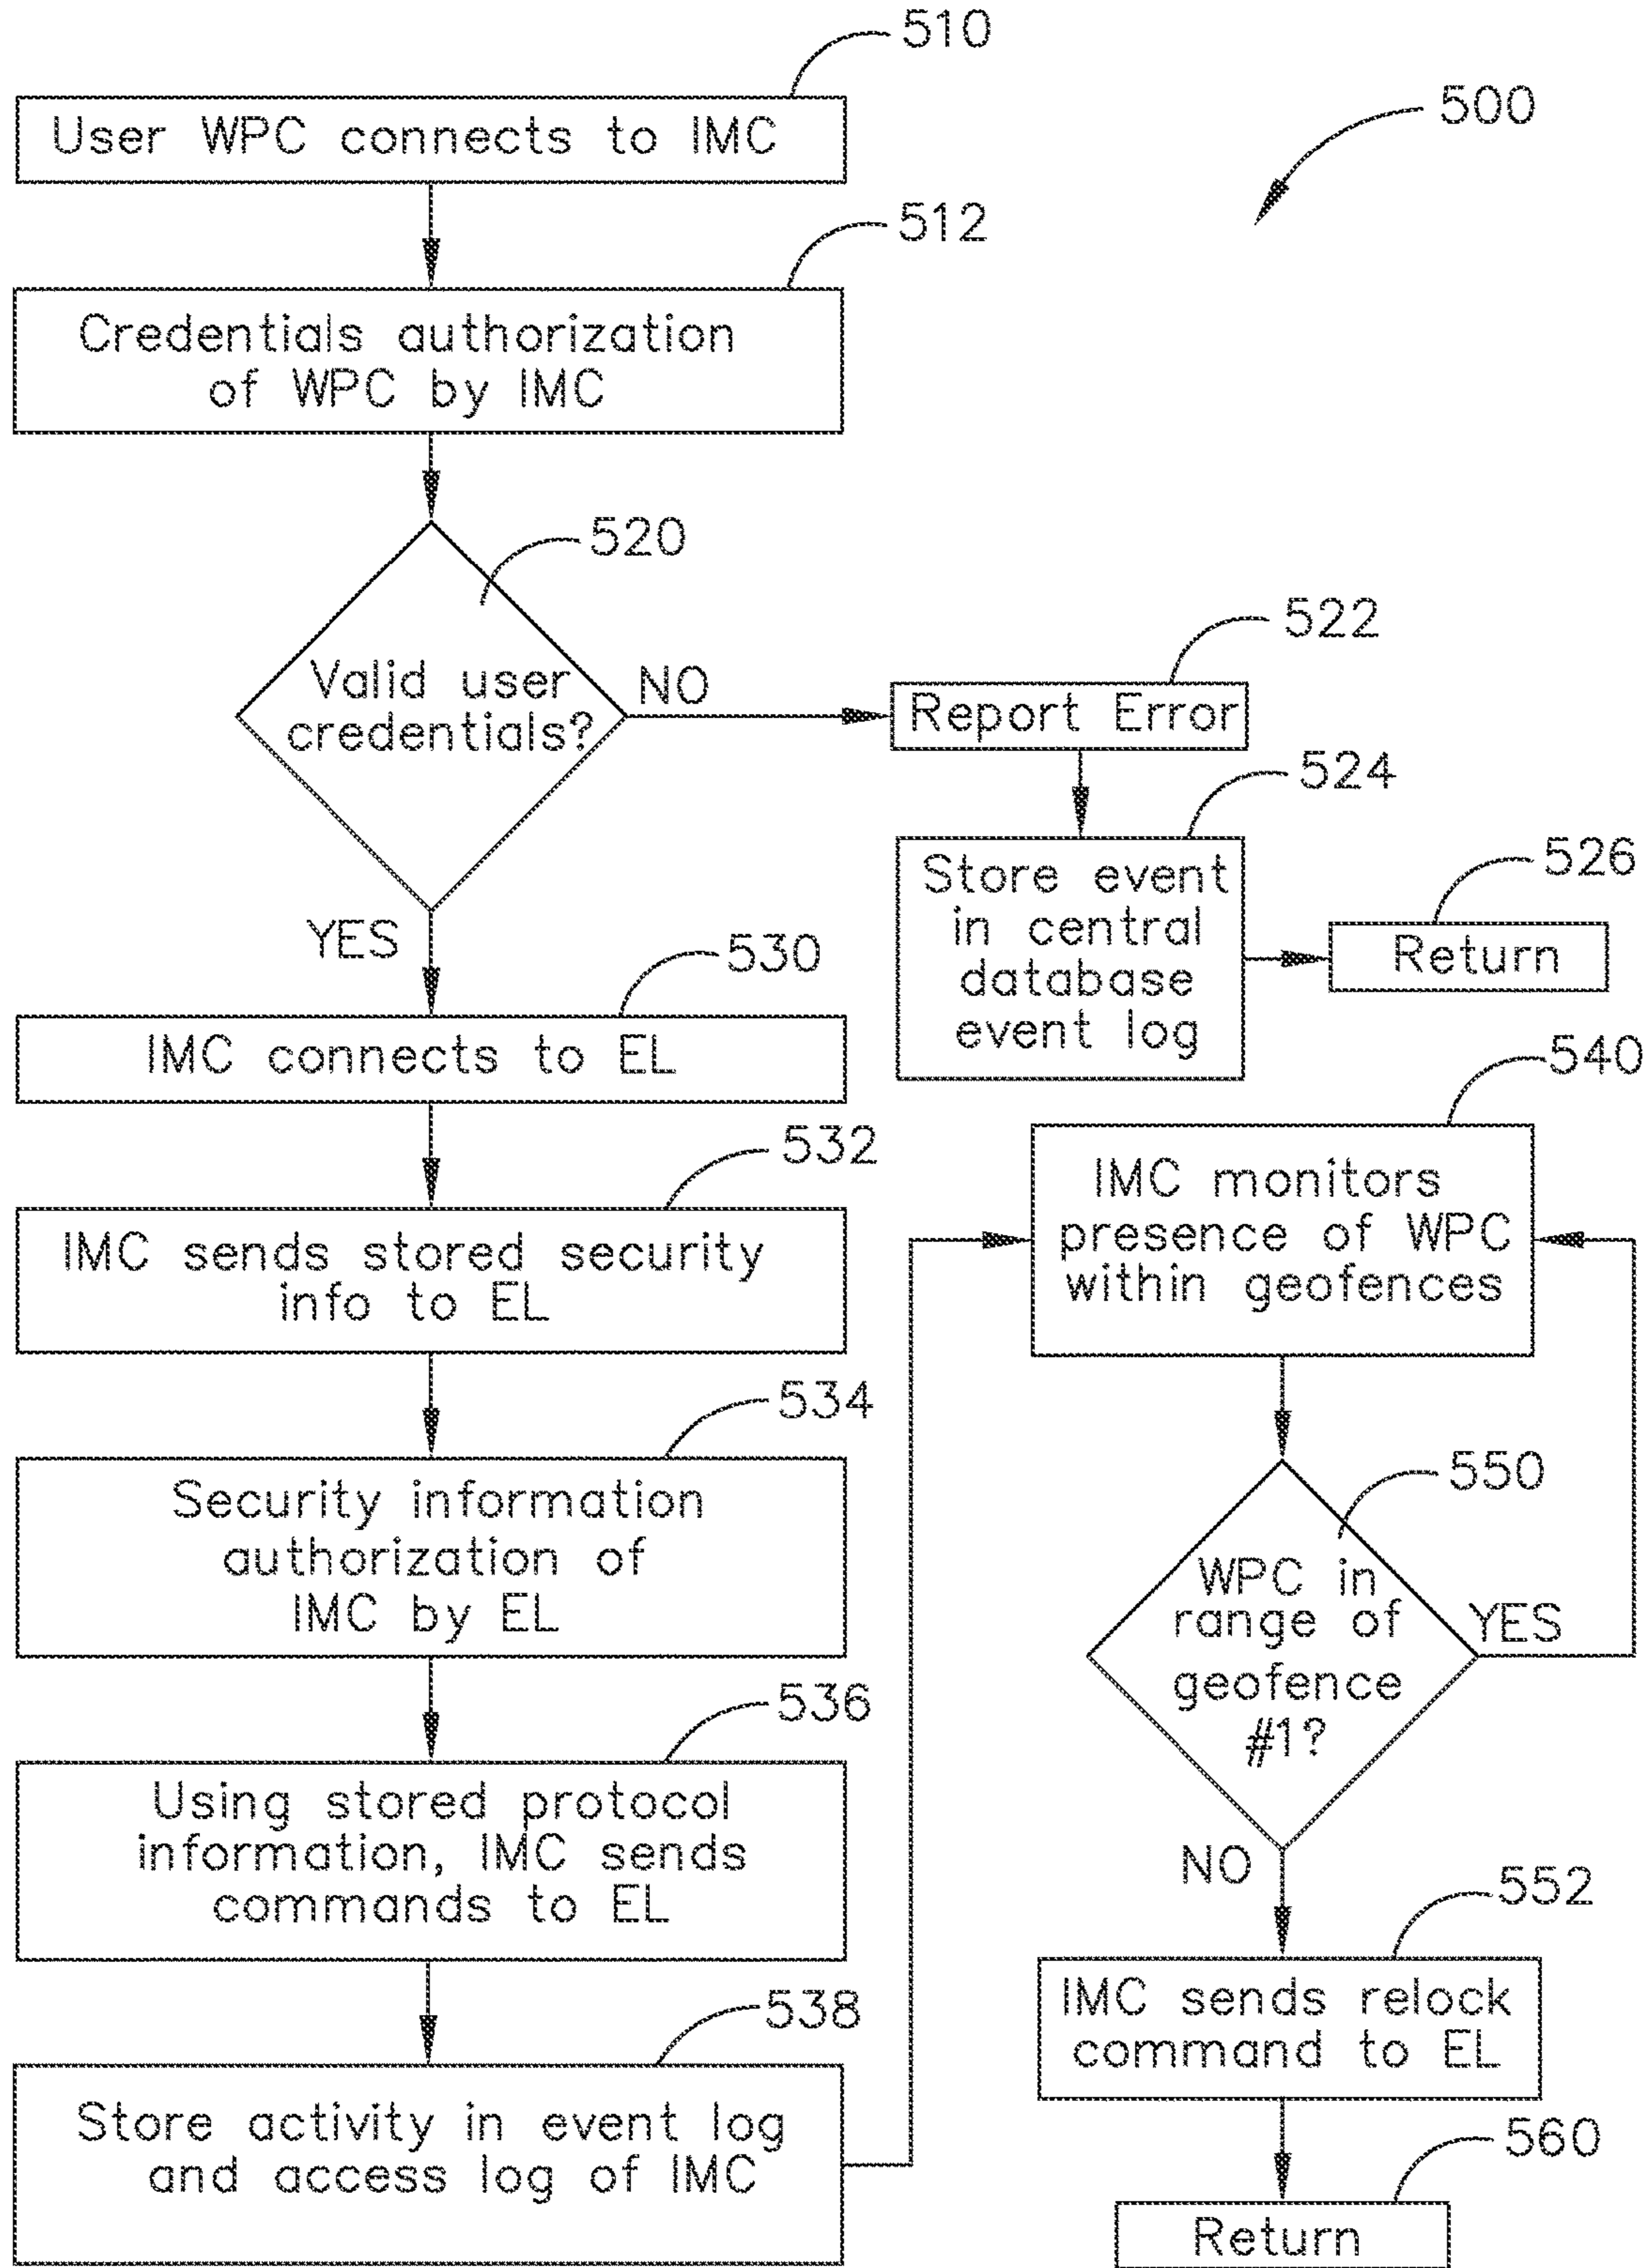 510
User WPC connects to IMC
500
512
Credentials authorization
of WPC by IMC
520
Valid user
credentials?
NO
522
Report Error
524
Store event
in central
database
event log
526
Return
YES
530
IMC connects to EL
532
IMC sends stored security
info to EL
534
Security information
authorization of
IMC by EL
536
Using stored protocol
information, IMC sends
commands to EL
538
Store activity in event log
and access log of IMC
540
IMC monitors
presence of WPC
within geofences
550
WPC in
range of
geofence
#1?
YES
NO
552
IMC sends relock
command to EL
560
Return